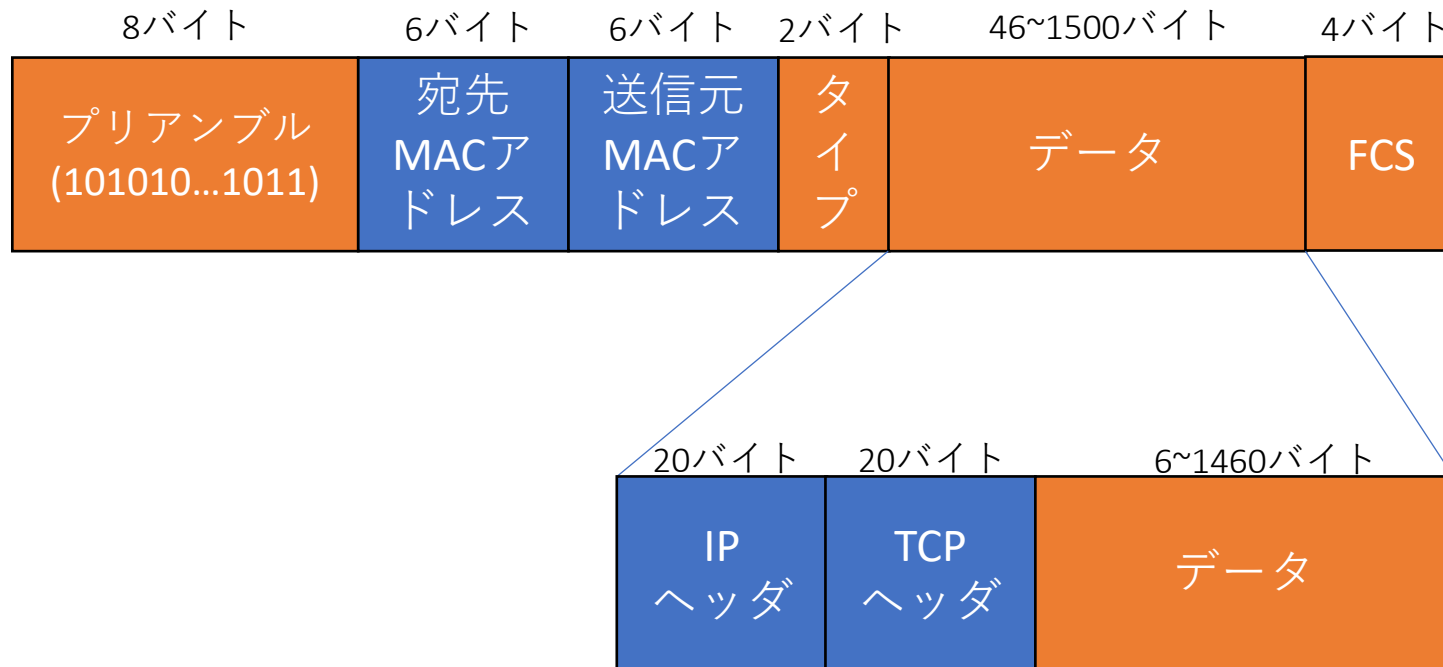 8バイト
6バイト
6バイト
2バイト
46~1500バイト
4バイト
プリアンブル
(101010...1011)
宛先
MACア
ドレス
送信元
MACア
ドレス
タ
イ
プ
データ
FCS
20バイト
20バイト
6~1460バイト
IP
ヘッダ
TCP
ヘッダ
データ